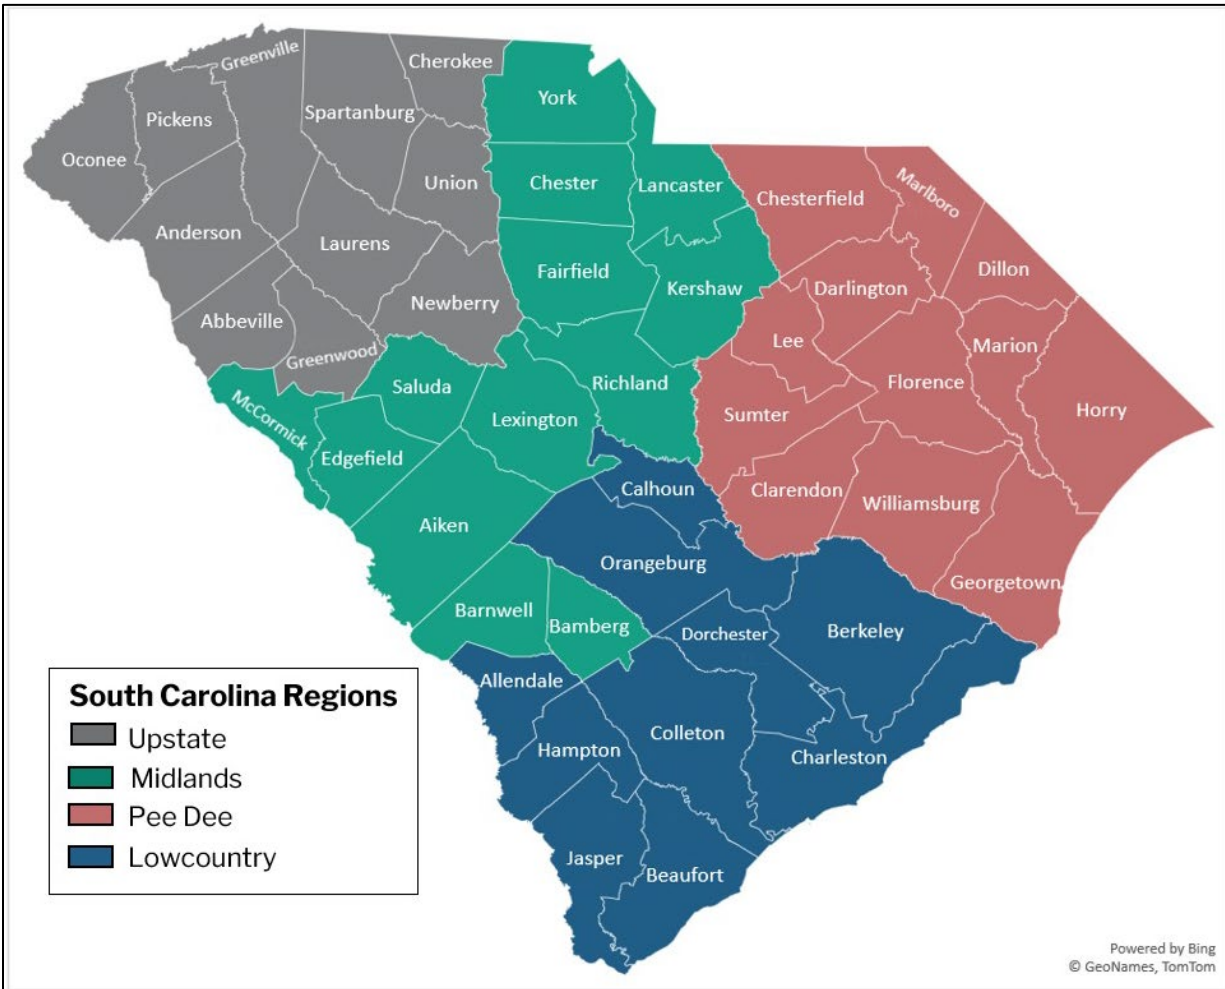 Greenville
Cherokee
Spartanburg
Pickens
York
Oconee
Union
Chester
Lancaster
Chesterfield
Marlboro
Anderson
Laurens
Fairfield
Kershaw
Darlington
Dillon
Newberry
Abbeville
Greenwood
Lee
Marion
Saluda
Richland
Florence
McCormick
Lexington
Sumter
Horry
Edgefield
Calhoun
Clarendon
Williamsburg
Aiken
Orangeburg
Georgetown
Barnwell
Bamberg
Dorchester
Berkeley
Allendale
Hampton
Colleton
Charleston
Jasper
Beaufort
South Carolina Regions
Upstate
Midlands
Pee Dee
Lowcountry
Powered by Bing
© GeoNames, TomTom